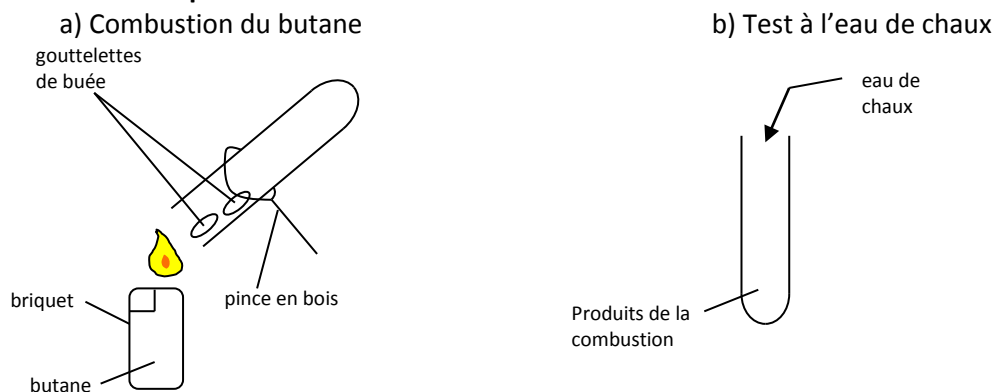 a) Combustion du butane
b) Test à l’eau de chaux
gouttelettes
de buée
eau de
chaux
briquet
pince en bois
butane
Produits de la
combustion